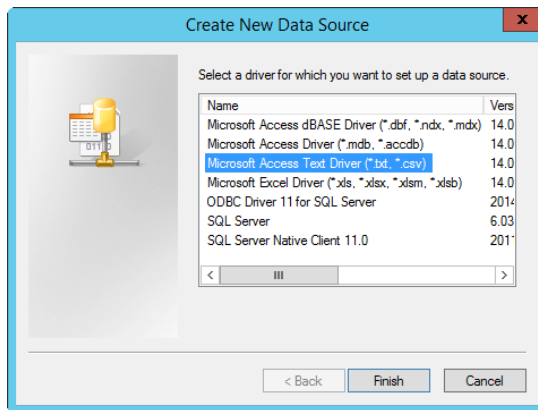 Create New Data Source
x
Select a driver for which you want to set up a data source.
Name Vers
Microsoft Access dBASE Driver (*.dbf, *.ndx, *.mdx) 14.0
Microsoft Access Driver (*.mdb, *.accdb) 14.0
Microsoft Access Text Driver (*.txt, *.csv) 14.0
Microsoft Excel Driver (*.xls, *.xlsx, *.xlsm, *.xlsb) 14.0
ODBC Driver 11 for SQL Server 2014
SQL Server 6.03
SQL Server Native Client 11.0 201
< Back Finish Cancel